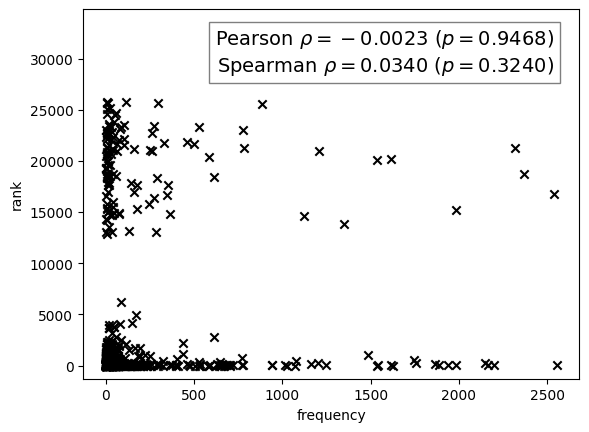 Pearson ρ = −0.0023 (p = 0.9468)
Spearman ρ = 0.0340 (p = 0.3240)
rank
30000
25000
20000
15000
10000
5000
0
0 500 1000 1500 2000 2500
frequency